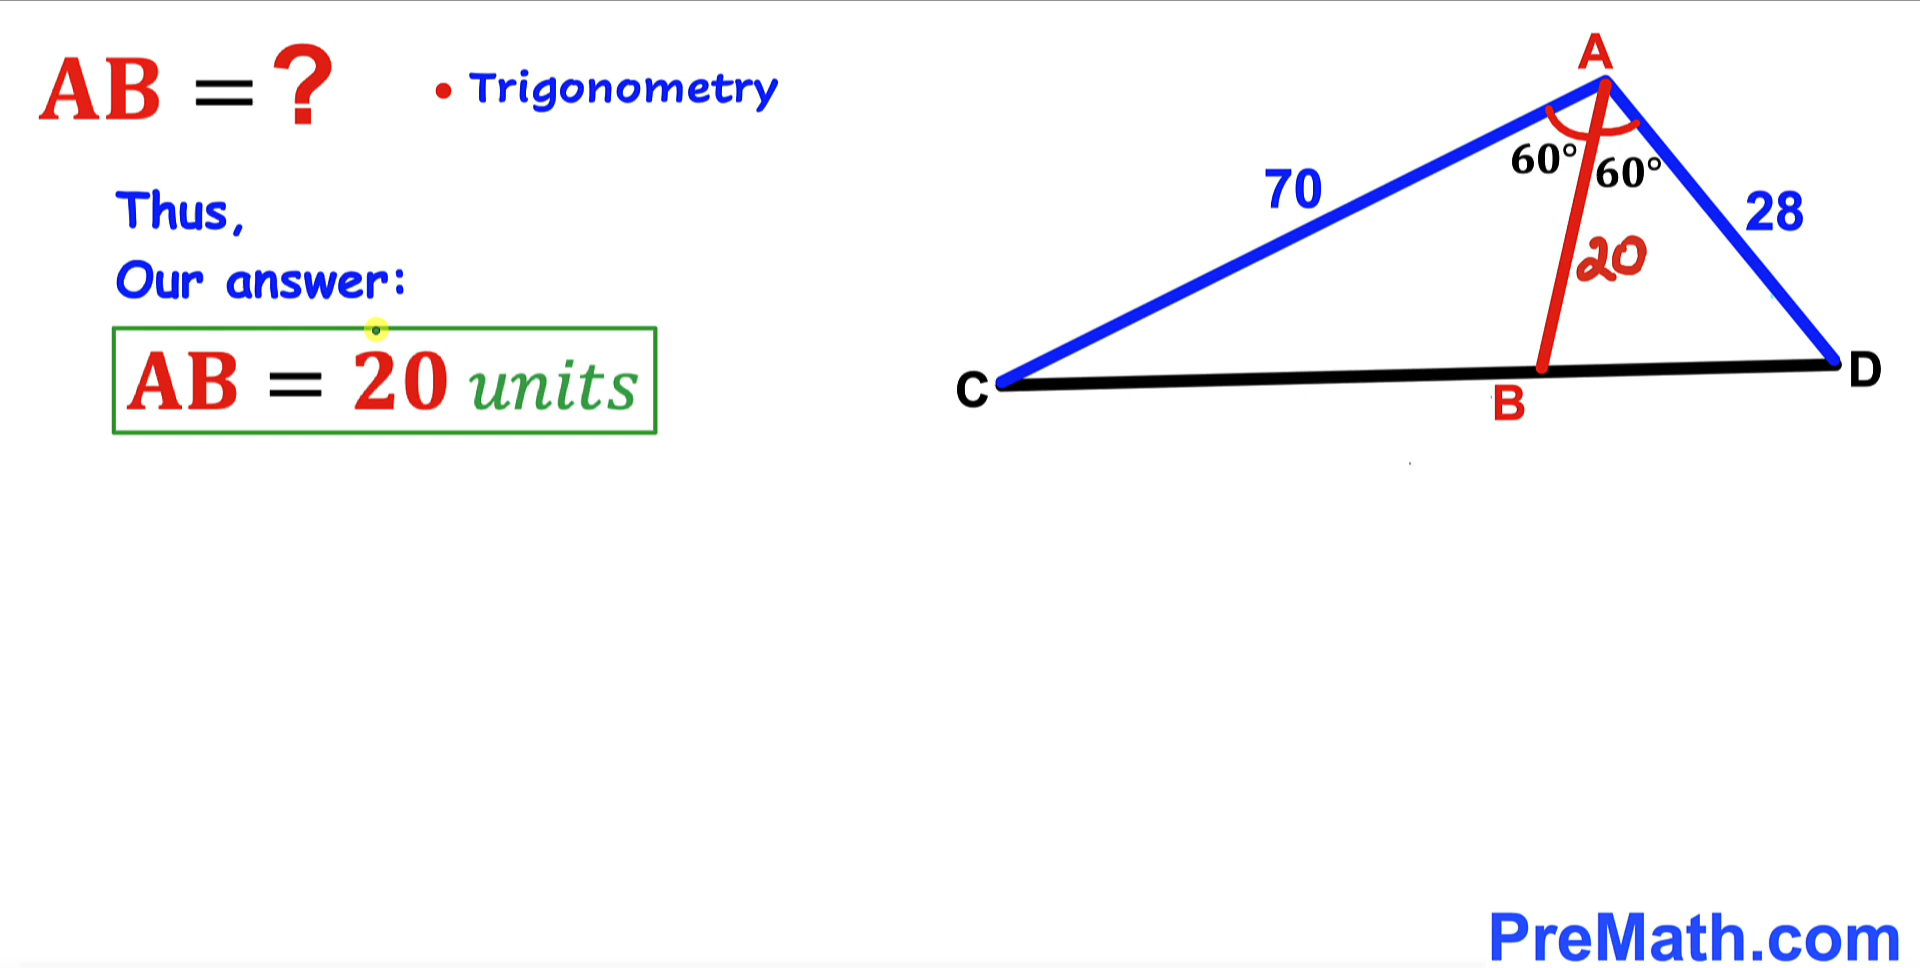 AB = ?
• Trigonometry
Thus,
Our answer:
AB = 20 units
A
60° 60°
70
28
20
C
B
D
PreMath.com